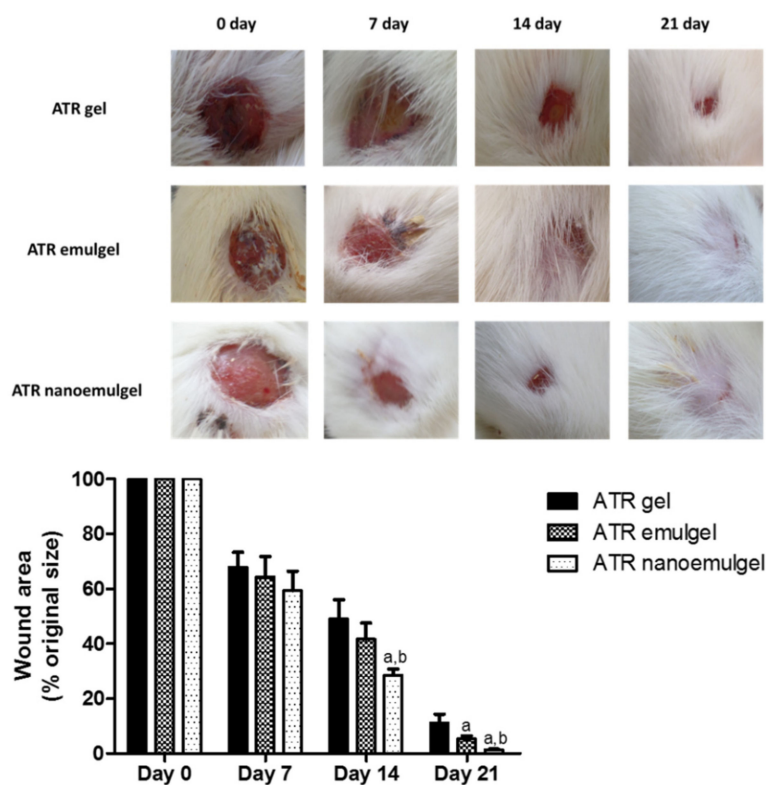 0 day 7 day 14 day 21 day
ATR gel
ATR emulgel
ATR nanoemulgel
Wound area
(% original size)
100
80
60
40
20
0
a,b
a
a,b
Day 0 Day 7 Day 14 Day 21
ATR gel
ATR emulgel
ATR nanoemulgel